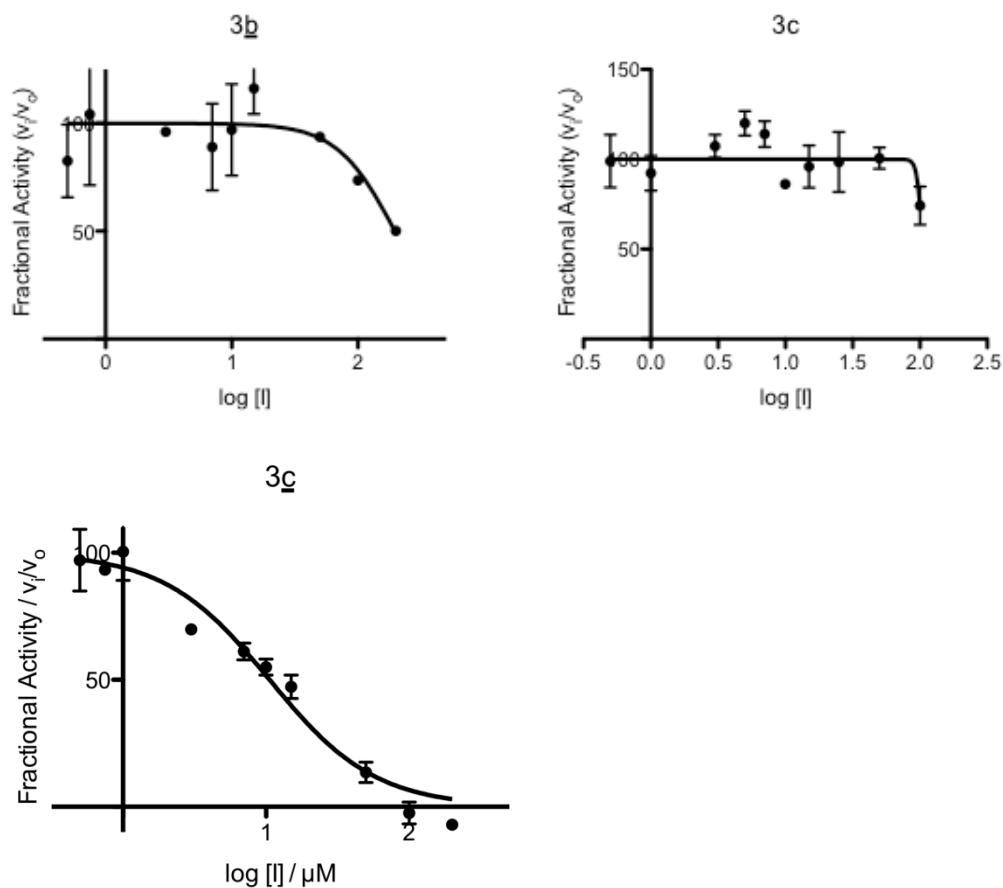 3b
Fractional Activity (vi/vo)
100
50
0
1
2
log [I]
3c
Fractional Activity (vi/vo)
150
100
50
-0.5
0.0
0.5
1.0
1.5
2.0
2.5
log [I]
3c
Fractional Activity / vi/vo
100
50
1
2
log [I] / µM